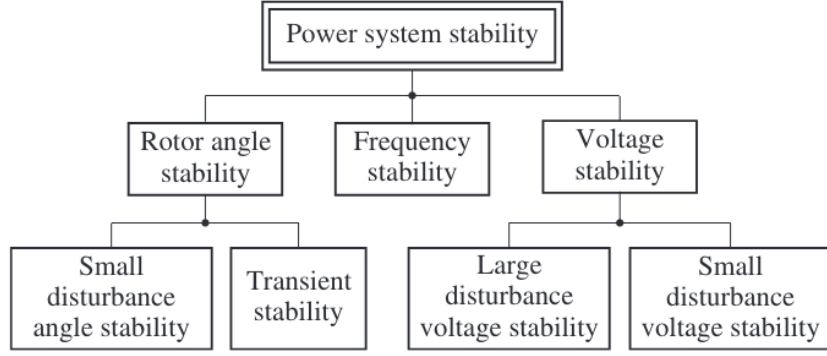 Power system stability
Rotor angle
stability
Frequency
stability
Voltage
stability
Small
disturbance
angle stability
Transient
stability
Large
disturbance
voltage stability
Small
disturbance
voltage stability